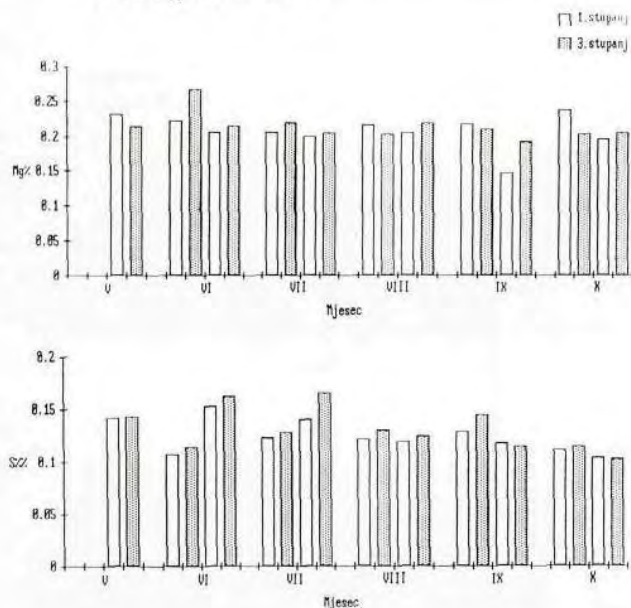 1.stupanj
3.stupanj
0.3
0.25
0.2
Mg% 0.15
0.1
0.05
0
V VI VII VIII IX X
Mjesec
0.2
0.15
S% 0.1
0.05
0
V VI VII VIII IX X
Mjesec